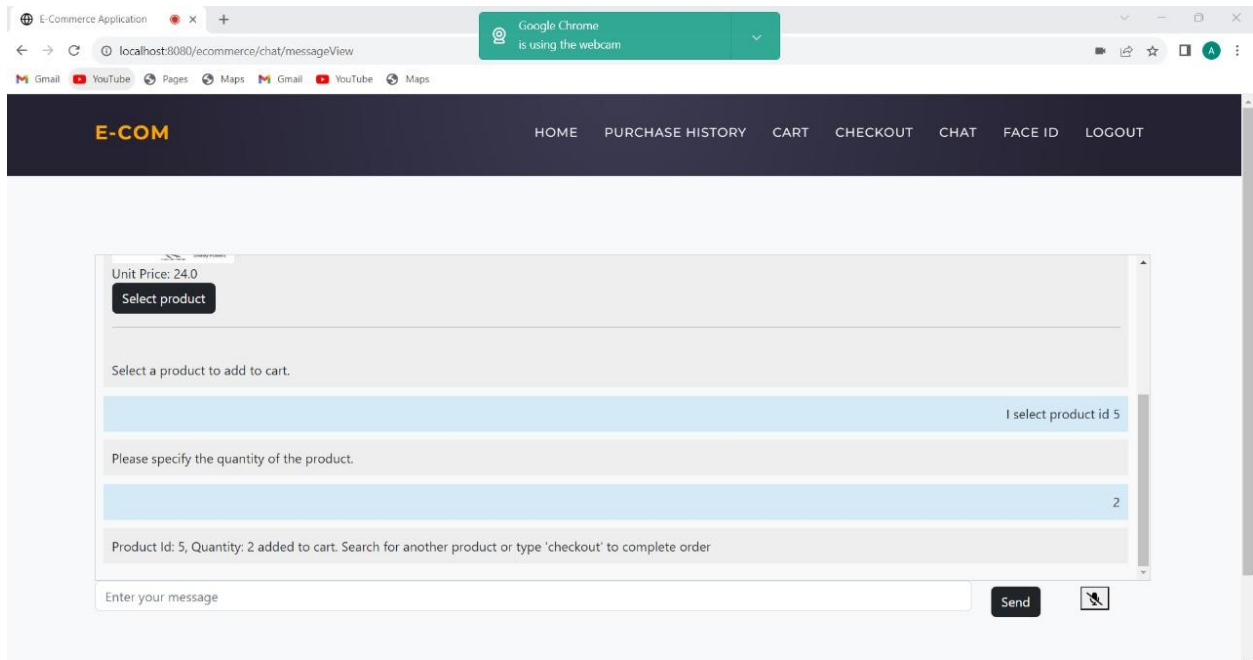 E-Commerce Application
Google Chrome
is using the webcam
localhost:8080/ecommerce/chat/messageView
A
Gmail YouTube Pages Maps Gmail YouTube Maps
E-COM HOME PURCHASE HISTORY CART CHECKOUT CHAT FACE ID LOGOUT
Unit Price: 24.0
Select product
Select a product to add to cart.
I select product id 5
Please specify the quantity of the product.
2
Product Id: 5, Quantity: 2 added to cart. Search for another product or type 'checkout' to complete order
Enter your message Send